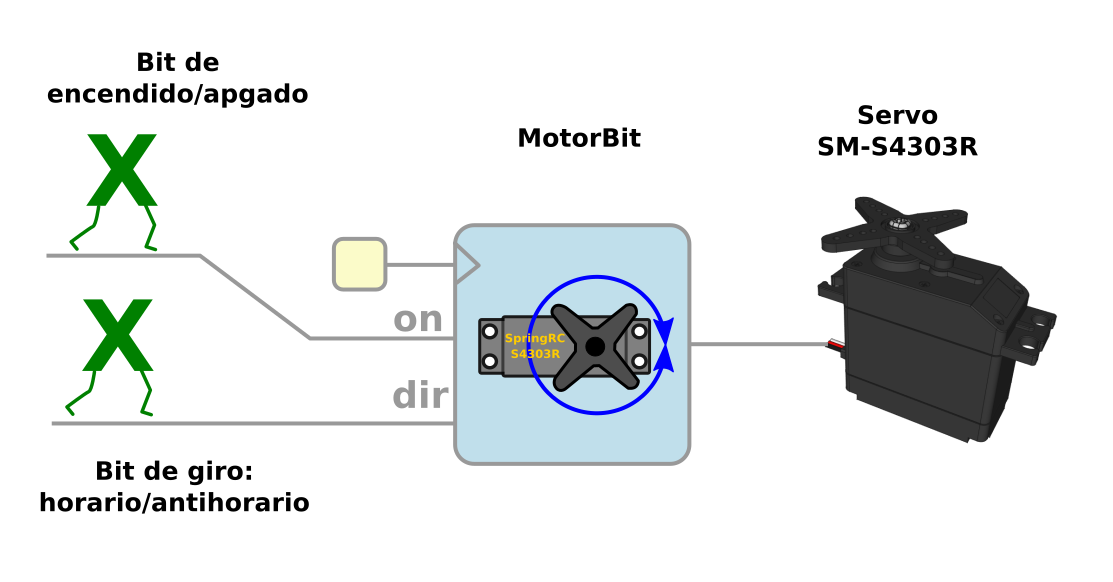 Bit de
encendido/apgado
X
MotorBit
Servo
SM-S4303R
on
SpringRC
S4303R
X
dir
Bit de giro:
horario/antihorario